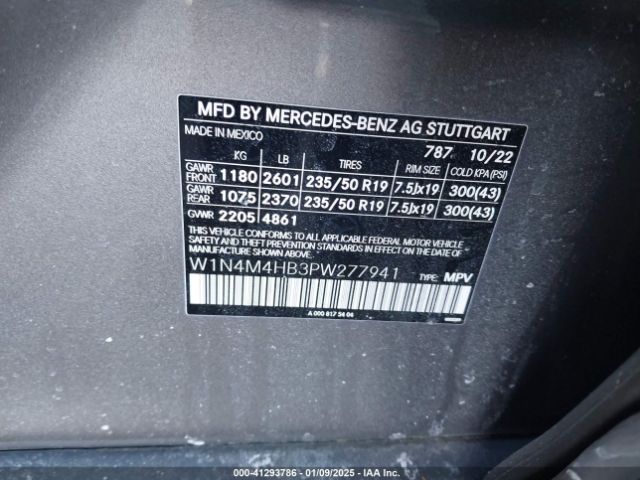 MFD BY MERCEDES-BENZ AG STUTTGART
MADE IN MEXICO 787 10/22
KG LB TIRES RIM SIZE COLD KPA(PSI)
GAWR FRONT 1180 2601 235/50 R19 7.5Jx19 300(43)
GAWR REAR 1075 2370 235/50 R19 7.5Jx19 300(43)
GVWR 2205 4861
THIS VEHICLE CONFORMS TO ALL APPLICABLE FEDERAL MOTOR VEHICLE
SAFETY, BUMPER, AND THEFT PREVENTION STANDARDS IN
EFFECT ON THE DATE OF MANUFACTURE SHOWN ABOVE.
W1N4M4HB3PW277941 TYPE: MPV
A 000 817 54 04
000-41293786 - 01/09/2025 - IAA Inc.